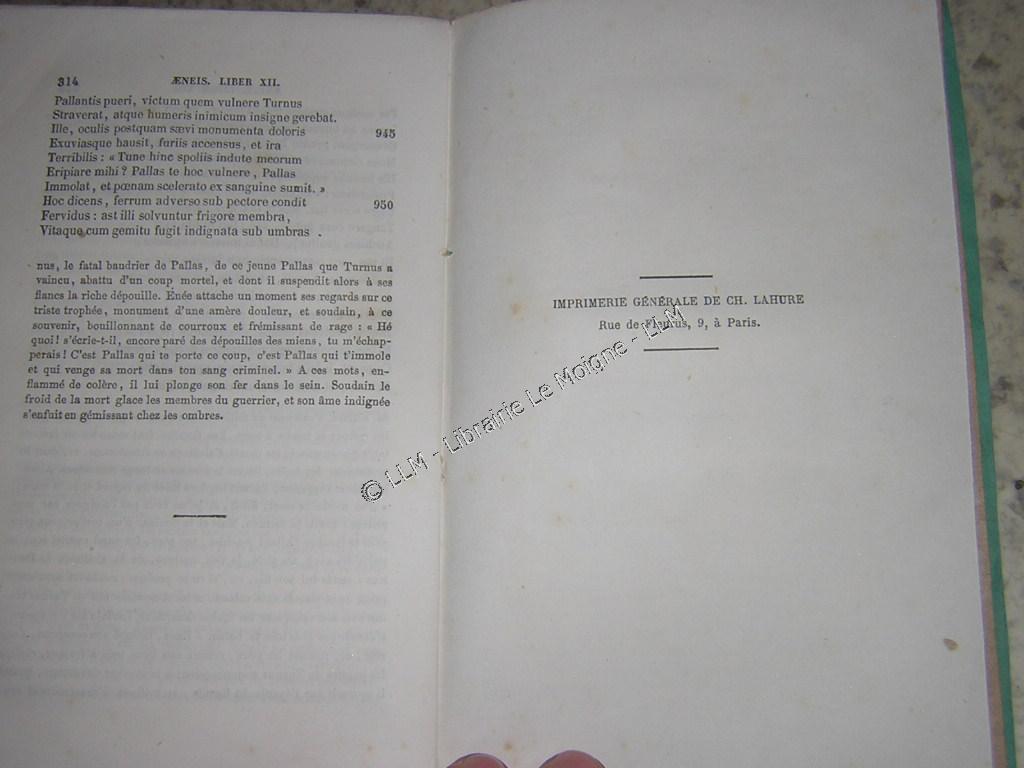 314 ÆNEIS. LIBER XII.
Pallantis pueri, victum quem vulnere Turnus
Straverat, atque humeris inimicum insigne gerebat.
Ille, oculis postquam sævi monumenta doloris 945
Exuviasque hausit, furiis accensus, et ira
Terribilis : « Tune hinc spoliis indute meorum
Eripiare mihi? Pallas te hoc vulnere, Pallas
Immolat, et pœnam scelerato ex sanguine sumit. »
Hoc dicens, ferrum adverso sub pectore condit 950
Fervidus : ast illi solvuntur frigore membra,
Vitaque cum gemitu fugit indignata sub umbras .
nus, le fatal baudrier de Pallas, de ce jeune Pallas que Turnus a
vaincu, abattu d'un coup mortel, et dont il suspendit alors à ses
flancs la riche dépouille. Énée attache un moment ses regards sur ce
triste trophée, monument d'une amère douleur, et soudain, à ce
souvenir, bouillonnant de courroux et frémissant de rage : « Hé
quoi! s'écrie-t-il, encore paré des dépouilles des miens, tu m'échap-
perais! C'est Pallas qui te porte ce coup, c'est Pallas qui t'immole
et qui venge sa mort dans ton sang criminel. » A ces mots, en-
flammé de colère, il lui plonge son fer dans le sein. Soudain le
froid de la mort glace les membres du guerrier, et son âme indignée
s'enfuit en gémissant chez les ombres.
IMPRIMERIE GÉNÉRALE DE CH. LAHURE
Rue de Fleurus, 9, à Paris.
© LLM - Librairie Le Moigne - LLM